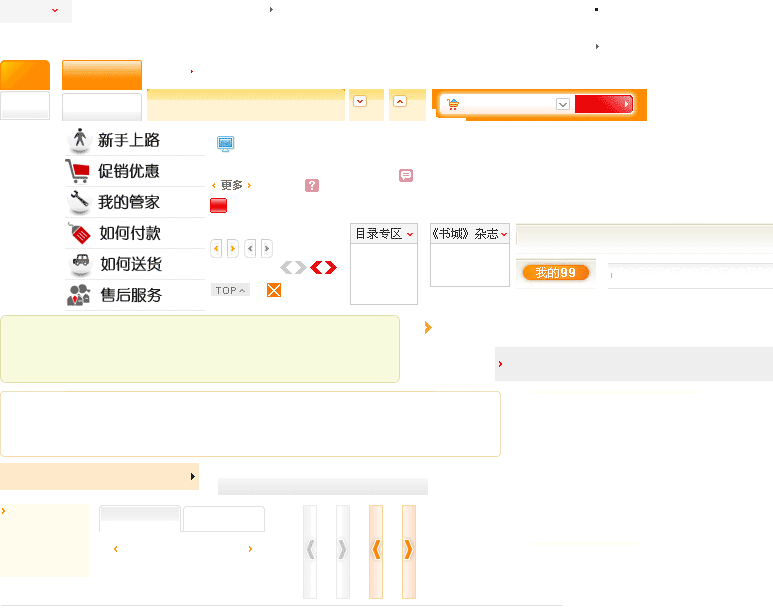 新手上路
促销优惠
我的管家
如何付款
如何送货
售后服务
更多
目录专区
《书城》杂志
我的99
TOP